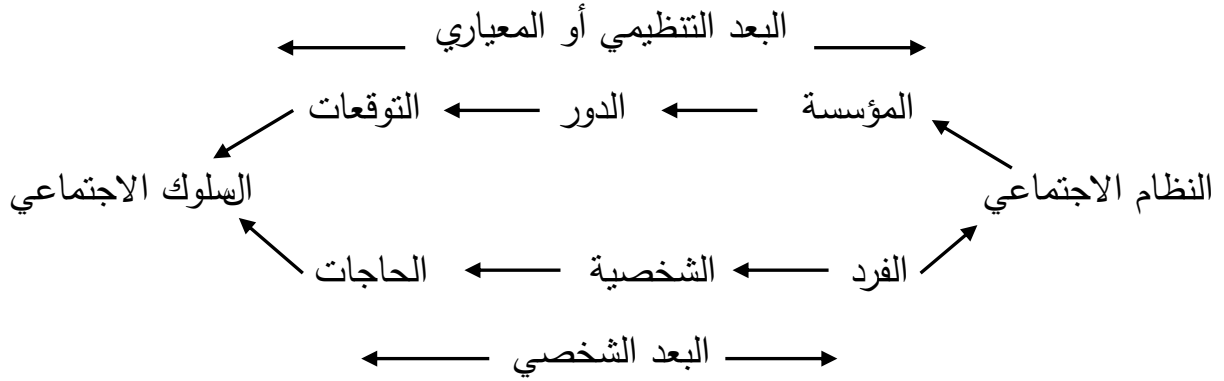 البعد التنظيمي أو المعياري
المؤسسة الدور التوقعات
النظام الاجتماعي السلوك الاجتماعي
الفرد الشخصية الحاجات
البعد الشخصي